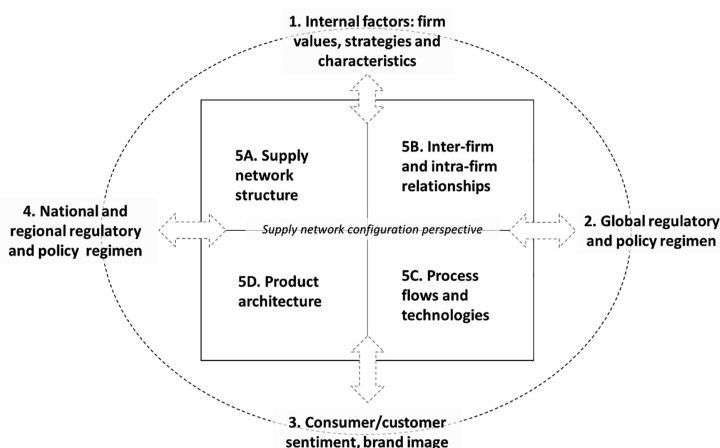 1. Internal factors: firm
values, strategies and
characteristics
5A. Supply
network
structure
5B. Inter-firm
and intra-firm
relationships
4. National and
regional regulatory
and policy regimen
Supply network configuration perspective
2. Global regulatory
and policy regimen
5D. Product
architecture
5C. Process
flows and
technologies
3. Consumer/customer
sentiment, brand image